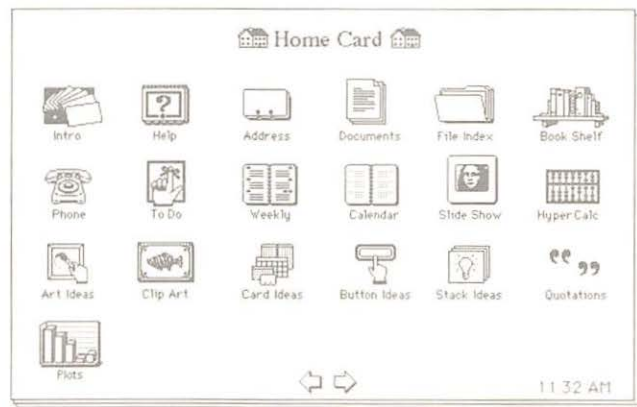 Home Card
Intro Help Address Documents File Index Book Shelf
Phone To Do Weekly Calendar Slide Show HyperCalc
Art Ideas Clip Art Card Ideas Button Ideas Stack Ideas Quotations
Plots
11:32 AM